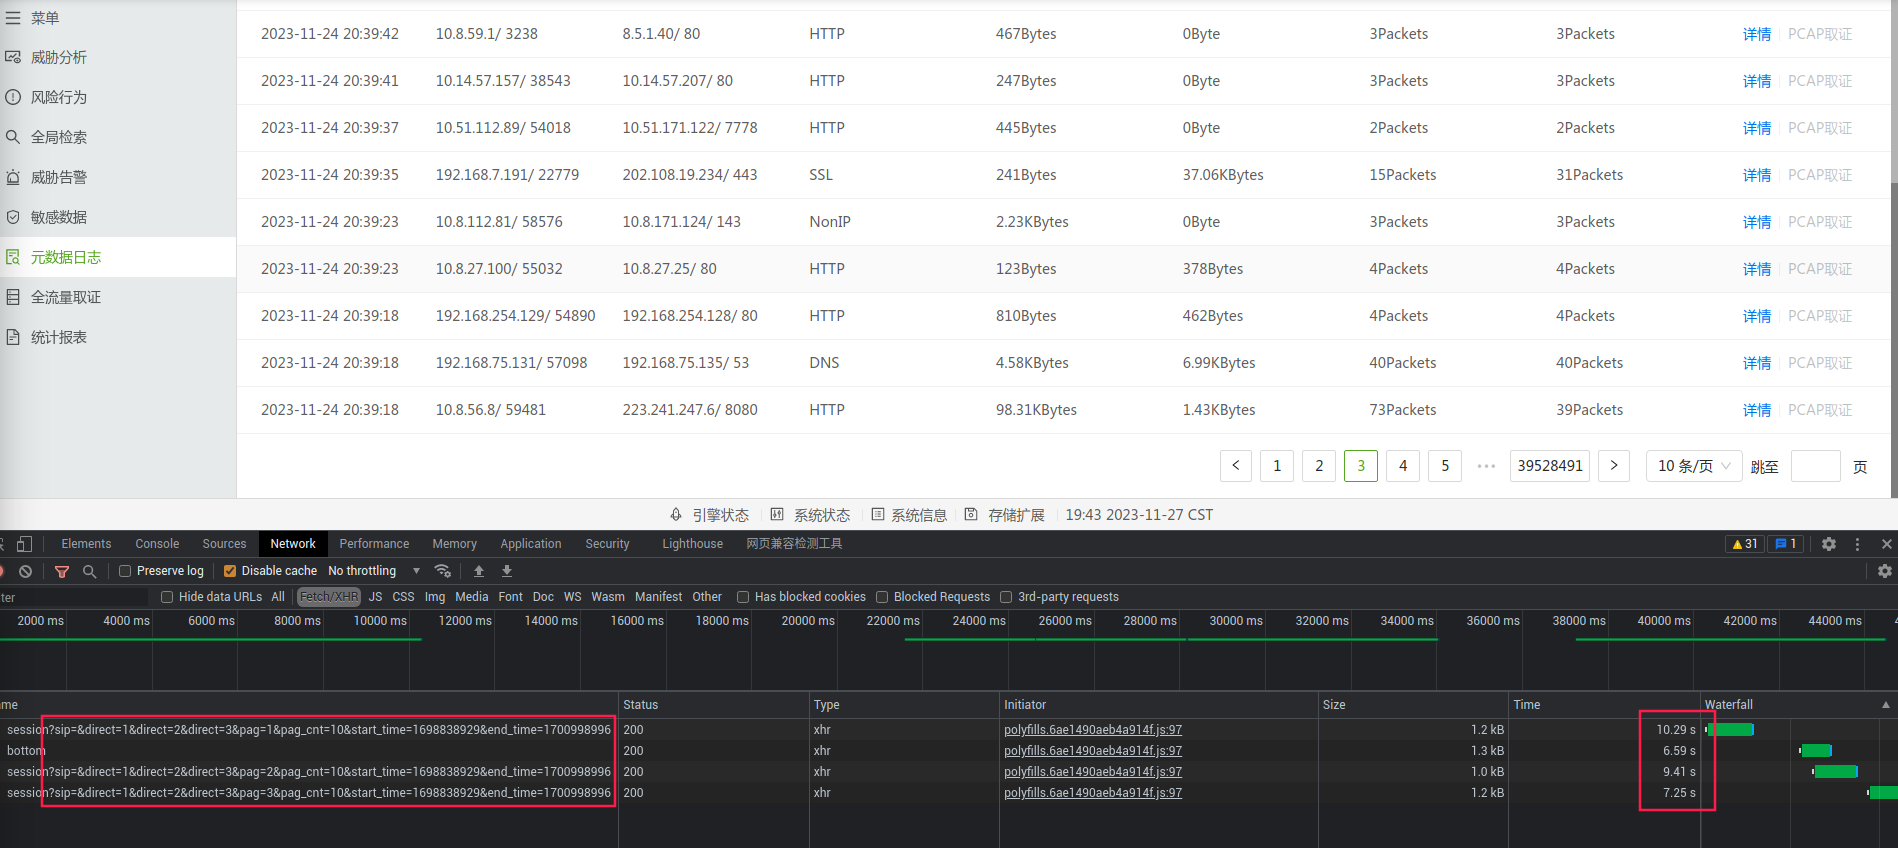 菜单
威胁分析
风险行为
全局检索
威胁告警
敏感数据
元数据日志
全流量取证
统计报表
2023-11-24 20:39:42 10.8.59.1/ 3238 8.5.1.40/ 80 HTTP 467Bytes 0Byte 3Packets 3Packets 详情 PCAP取证
2023-11-24 20:39:41 10.14.57.157/ 38543 10.14.57.207/ 80 HTTP 247Bytes 0Byte 3Packets 3Packets 详情 PCAP取证
2023-11-24 20:39:37 10.51.112.89/ 54018 10.51.171.122/ 7778 HTTP 445Bytes 0Byte 2Packets 2Packets 详情 PCAP取证
2023-11-24 20:39:35 192.168.7.191/ 22779 202.108.19.234/ 443 SSL 241Bytes 37.06KBytes 15Packets 31Packets 详情 PCAP取证
2023-11-24 20:39:23 10.8.112.81/ 58576 10.8.171.124/ 143 NonIP 2.23KBytes 0Byte 3Packets 3Packets 详情 PCAP取证
2023-11-24 20:39:23 10.8.27.100/ 55032 10.8.27.25/ 80 HTTP 123Bytes 378Bytes 4Packets 4Packets 详情 PCAP取证
2023-11-24 20:39:18 192.168.254.129/ 54890 192.168.254.128/ 80 HTTP 810Bytes 462Bytes 4Packets 4Packets 详情 PCAP取证
2023-11-24 20:39:18 192.168.75.131/ 57098 192.168.75.135/ 53 DNS 4.58KBytes 6.99KBytes 40Packets 40Packets 详情 PCAP取证
2023-11-24 20:39:18 10.8.56.8/ 59481 223.241.247.6/ 8080 HTTP 98.31KBytes 1.43KBytes 73Packets 39Packets 详情 PCAP取证
< 1 2 3 4 5 ••• 39528491 > 10 条/页 跳至 页
引擎状态 系统状态 系统信息 存储扩展 19:43 2023-11-27 CST
Elements Console Sources Network Performance Memory Application Security Lighthouse 网页兼容检测工具 31 1
Preserve log Disable cache No throttling
ter Hide data URLs All Fetch/XHR JS CSS Img Media Font Doc WS Wasm Manifest Other Has blocked cookies Blocked Requests 3rd-party requests
2000 ms 4000 ms 6000 ms 8000 ms 10000 ms 12000 ms 14000 ms 16000 ms 18000 ms 20000 ms 22000 ms 24000 ms 26000 ms 28000 ms 30000 ms 32000 ms 34000 ms 36000 ms 38000 ms 40000 ms 42000 ms 44000 ms 4
me Status Type Initiator Size Time Waterfall
session?sip=&direct=1&direct=2&direct=3&pag=1&pag_cnt=10&start_time=1698838929&end_time=1700998996 200 xhr polyfills.6ae1490aeb4a914f.js:97 1.2 kB 10.29 s
bottom 200 xhr polyfills.6ae1490aeb4a914f.js:97 1.3 kB 6.59 s
session?sip=&direct=1&direct=2&direct=3&pag=2&pag_cnt=10&start_time=1698838929&end_time=1700998996 200 xhr polyfills.6ae1490aeb4a914f.js:97 1.0 kB 9.41 s
session?sip=&direct=1&direct=2&direct=3&pag=3&pag_cnt=10&start_time=1698838929&end_time=1700998996 200 xhr polyfills.6ae1490aeb4a914f.js:97 1.2 kB 7.25 s